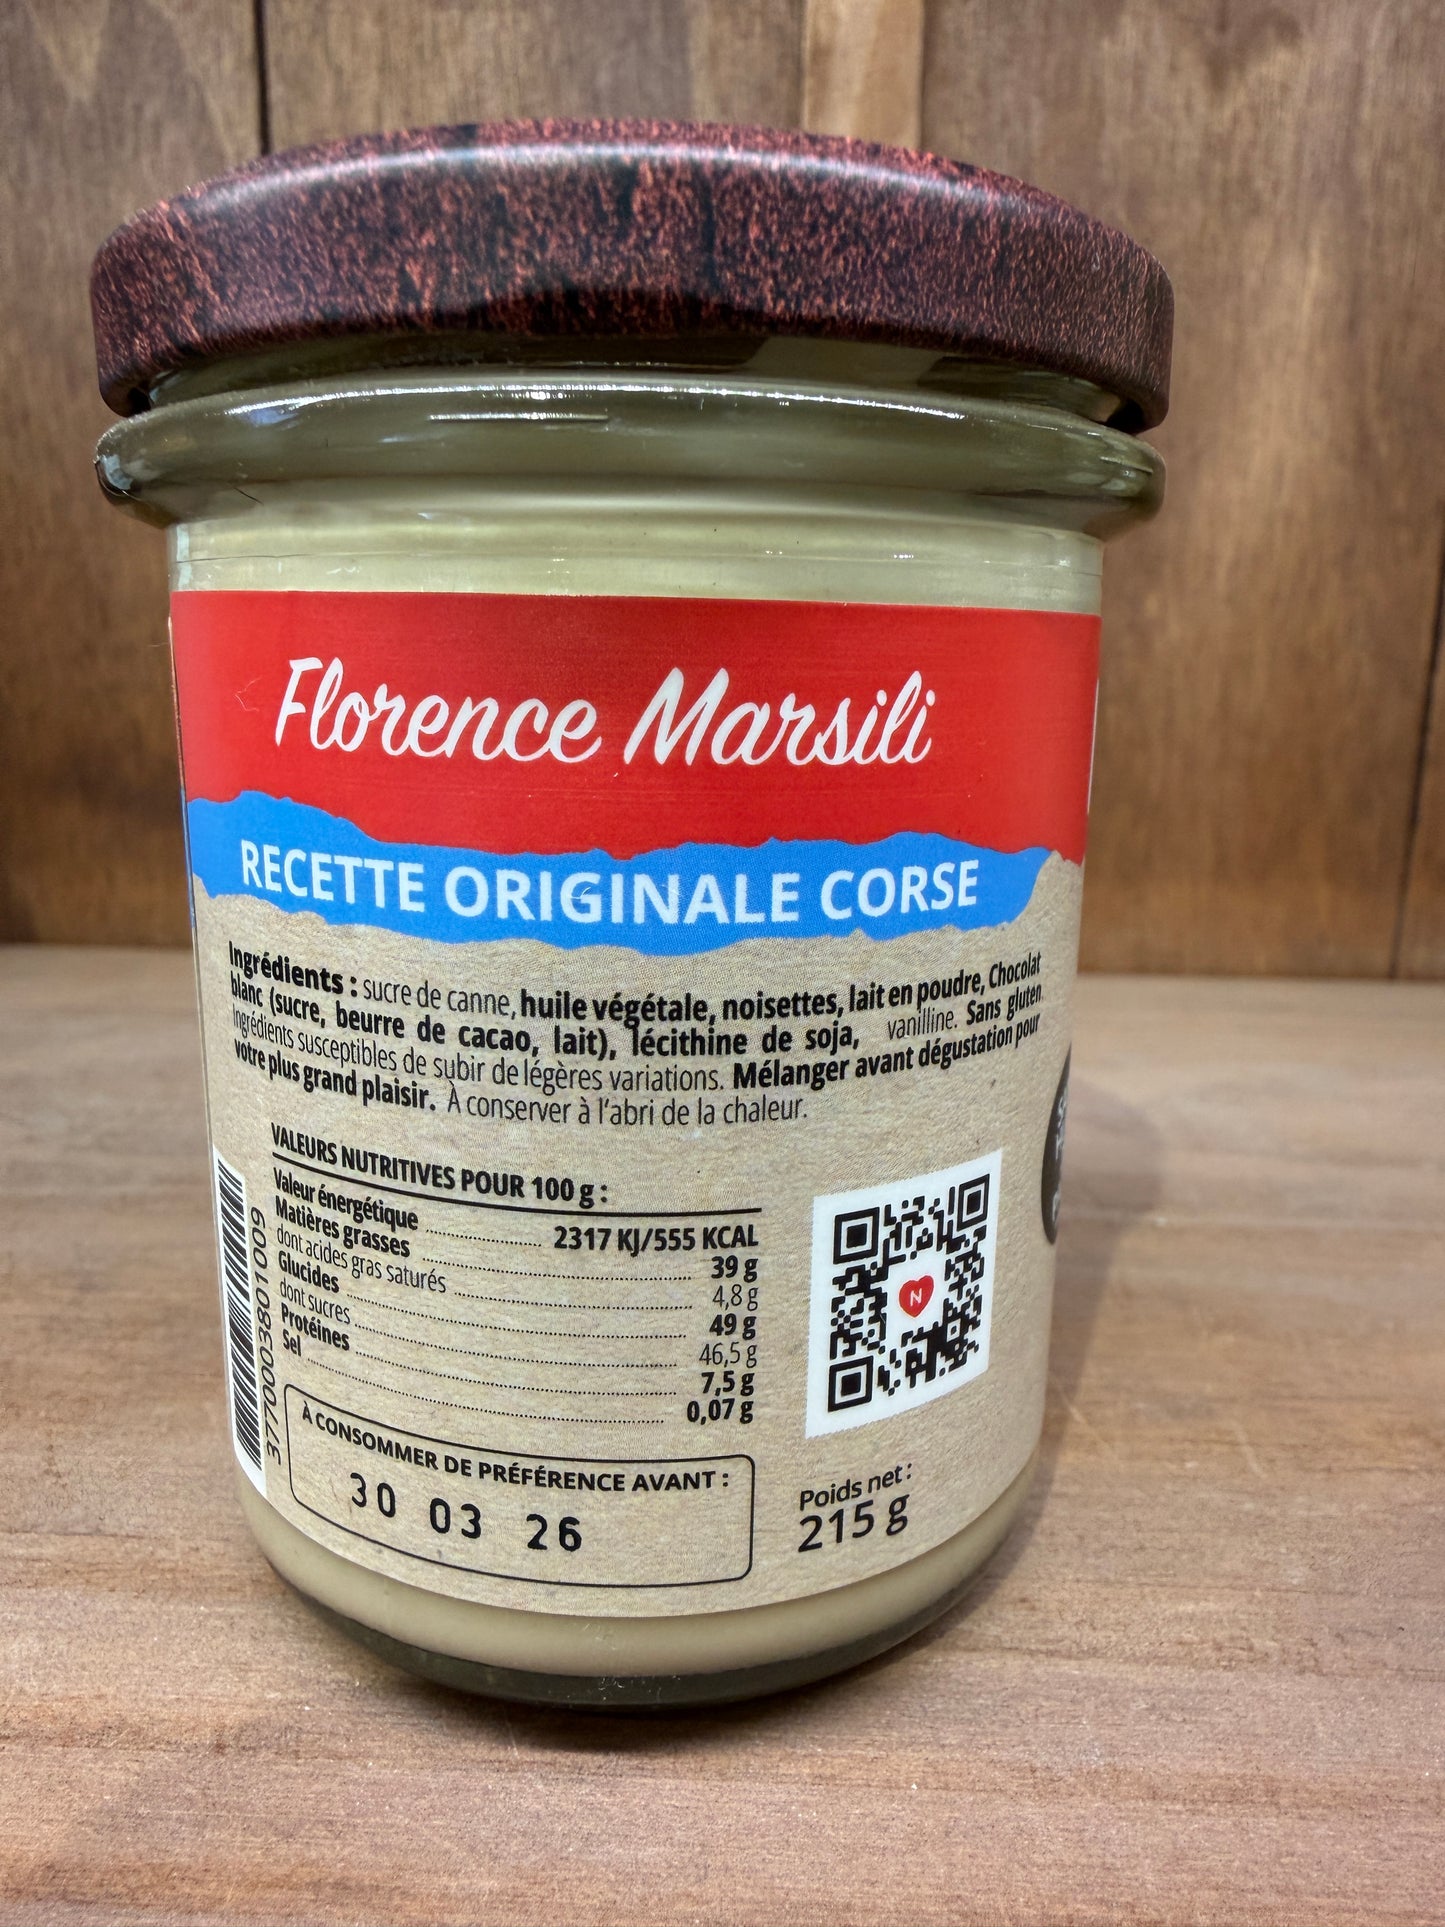 Florence Marsili
RECETTE ORIGINALE CORSE
Ingrédients : sucre de canne, huile végétale, noisettes, lait en poudre, Chocolat
blanc (sucre, beurre de cacao, lait), lécithine de soja, vanilline. Sans gluten
Ingrédients susceptibles de subir de légères variations. Mélanger avant dégustation pour
votre plus grand plaisir. À conserver à l'abri de la chaleur.
VALEURS NUTRITIVES POUR 100 g :
Valeur énergétique 2317 KJ/555 KCAL
Matières grasses 39 g
dont acides gras saturés 4,8 g
Glucides 49 g
dont sucres 46,5 g
Protéines 7,5 g
Sel 0,07 g
À CONSOMMER DE PRÉFÉRENCE AVANT :
30 03 26
3770003801009
N
Poids net :
215 g